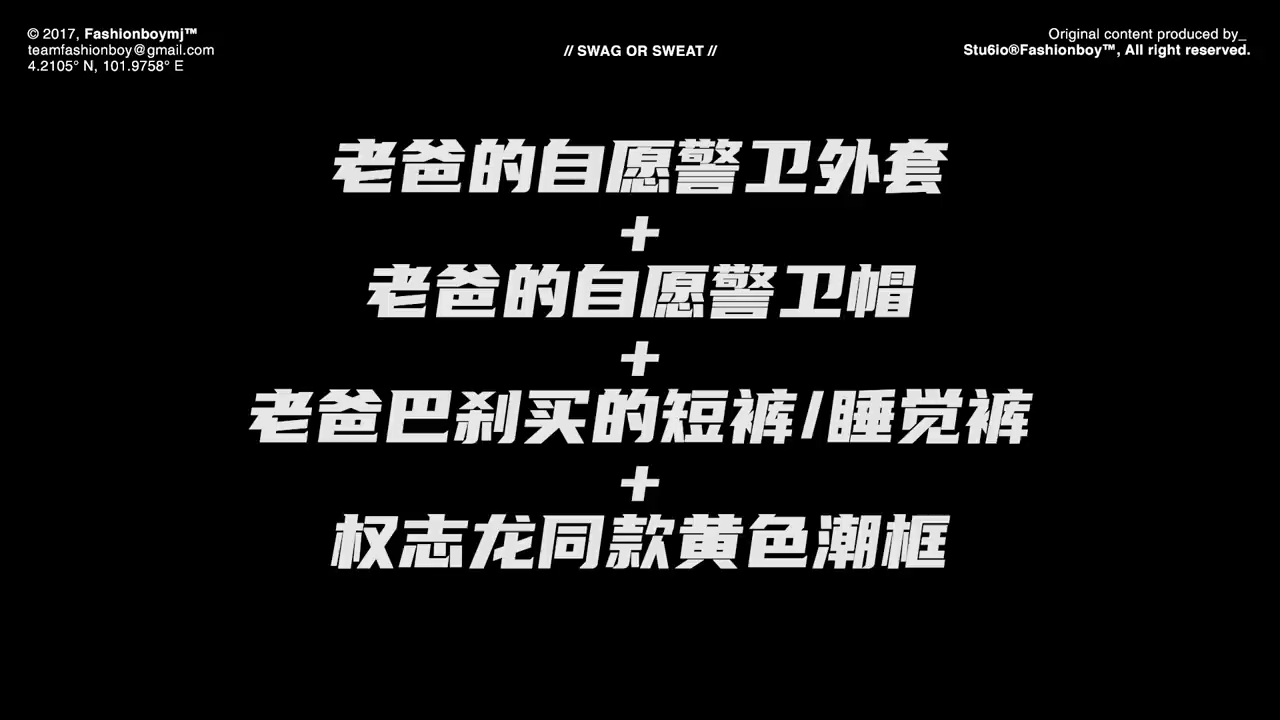 © 2017, Fashionboymj™
teamfashionboy@gmail.com
4.2105° N, 101.9758° E
// SWAG OR SWEAT //
Original content produced by_
Stu6io®Fashionboy™, All right reserved.
老爸的自愿警卫外套
+
老爸的自愿警卫帽
+
老爸巴刹买的短裤/睡觉裤
+
权志龙同款黄色潮框